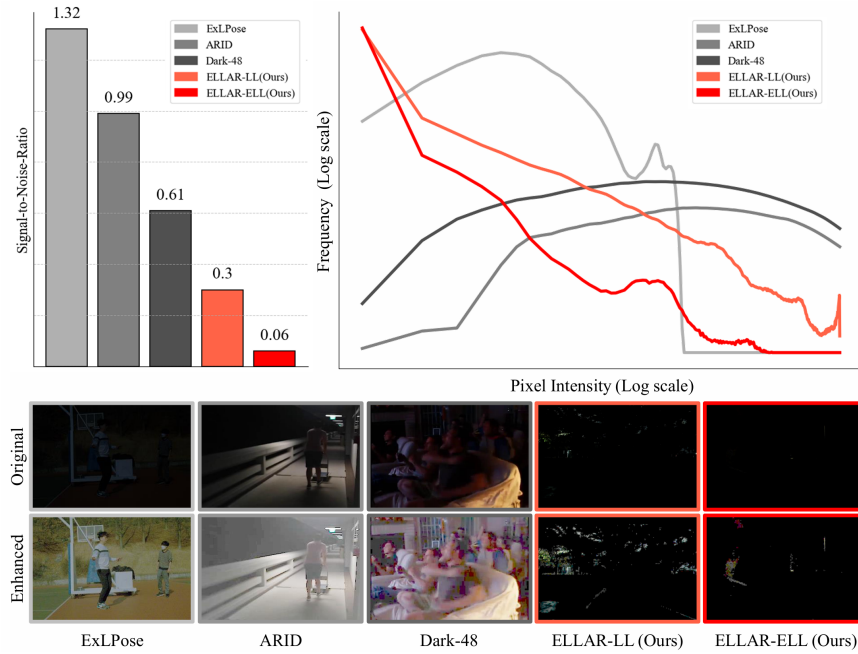 1.32
0.99
0.61
0.3
0.06
Signal-to-Noise-Ratio
ExLPose
ARID
Dark-48
ELLAR-LL(Ours)
ELLAR-ELL(Ours)
Frequency (Log scale)
ExLPose
ARID
Dark-48
ELLAR-LL(Ours)
ELLAR-ELL(Ours)
Pixel Intensity (Log scale)
Original
Enhanced
ExLPose
ARID
Dark-48
ELLAR-LL (Ours)
ELLAR-ELL (Ours)